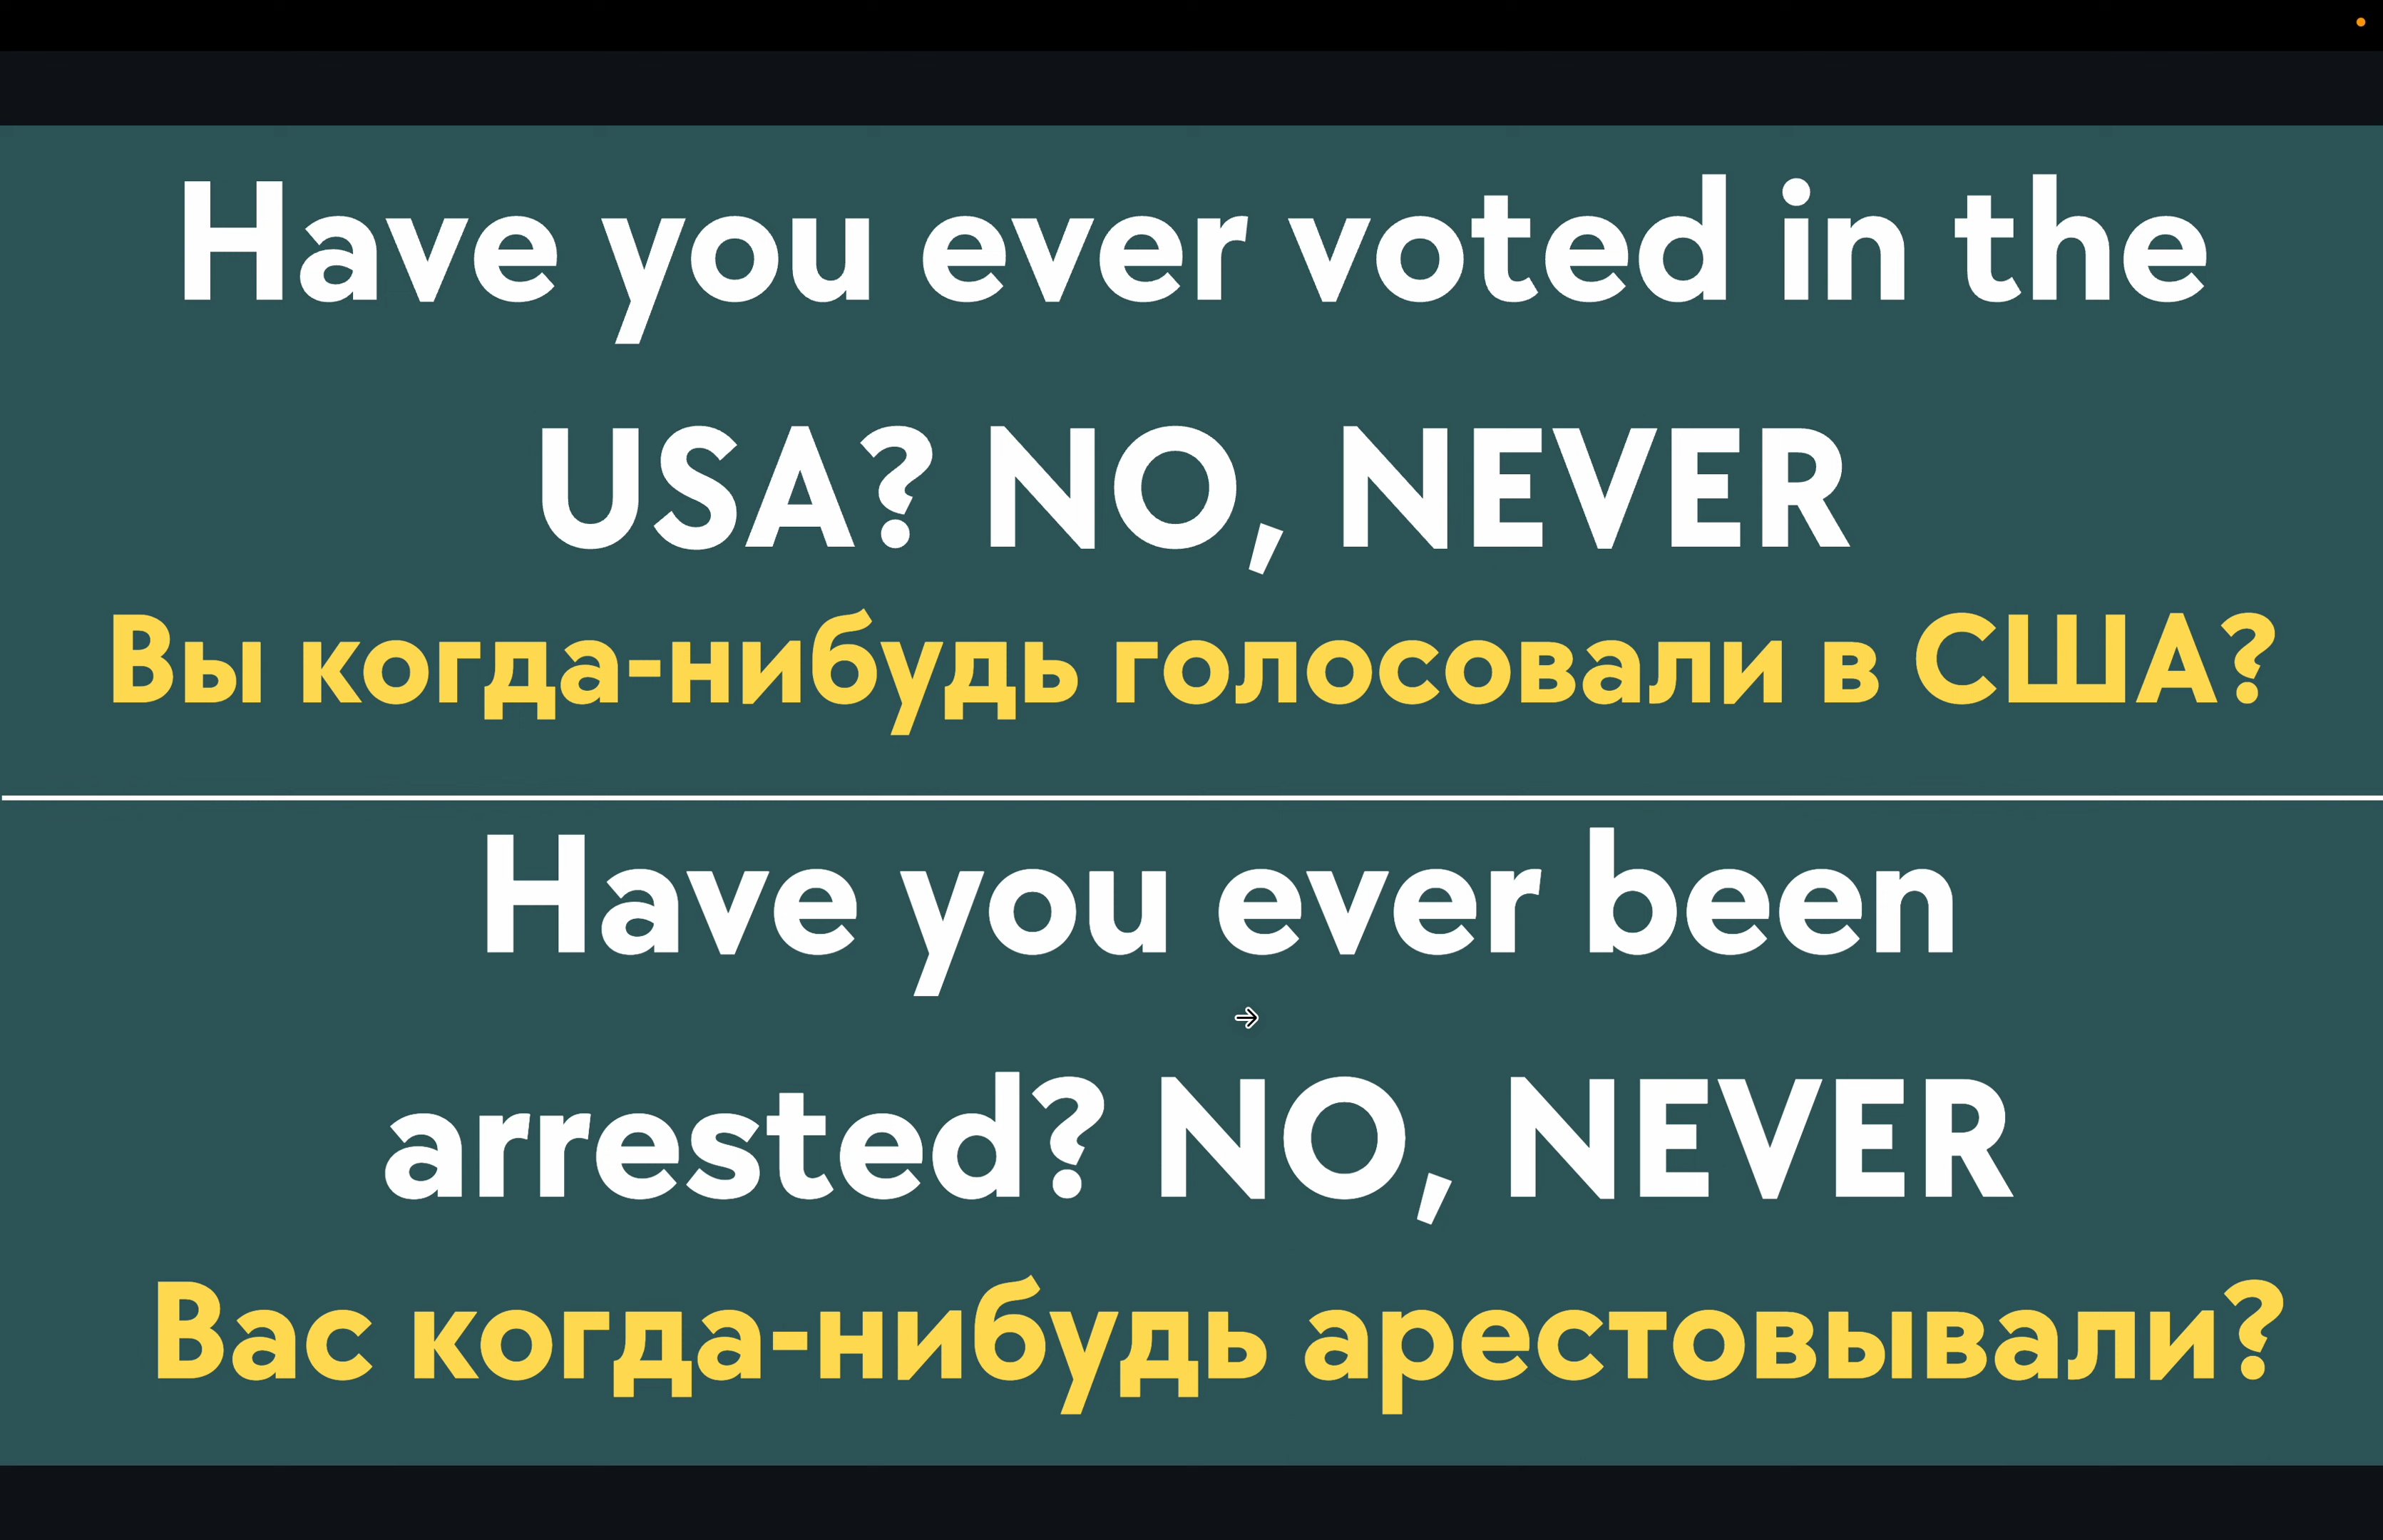 Have you ever voted in the
USA? NO, NEVER
Вы когда-нибудь голосовали в США?
Have you ever been
arrested? NO, NEVER
Вас когда-нибудь арестовывали?